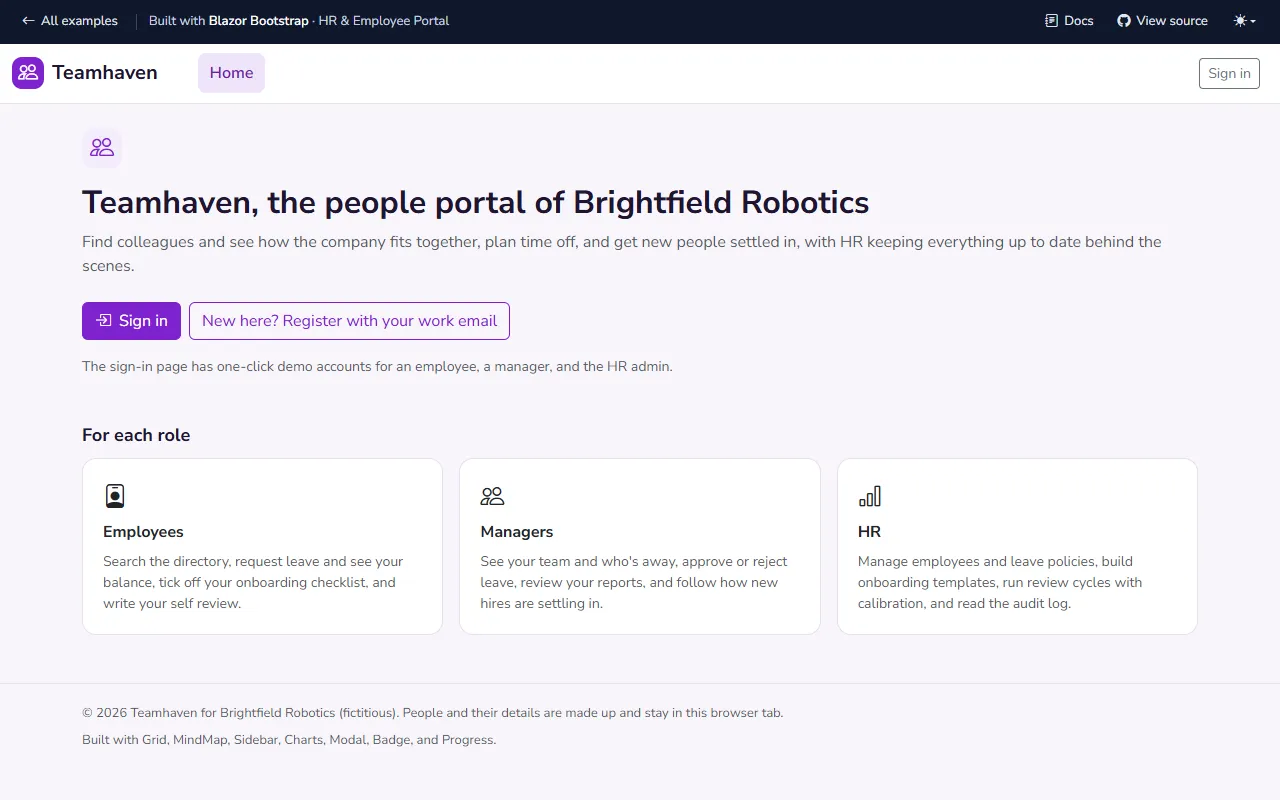 All examples
Built with Blazor Bootstrap · HR & Employee Portal
Docs
View source
Teamhaven
Home
Sign in
Teamhaven, the people portal of Brightfield Robotics
Find colleagues and see how the company fits together, plan time off, and get new people settled in, with HR keeping everything up to date behind the
scenes.
Sign in
New here? Register with your work email
The sign-in page has one-click demo accounts for an employee, a manager, and the HR admin.
For each role
Employees
Search the directory, request leave and see your
balance, tick off your onboarding checklist, and
write your self review.
Managers
See your team and who's away, approve or reject
leave, review your reports, and follow how new
hires are settling in.
HR
Manage employees and leave policies, build
onboarding templates, run review cycles with
calibration, and read the audit log.
© 2026 Teamhaven for Brightfield Robotics (fictitious). People and their details are made up and stay in this browser tab.
Built with Grid, MindMap, Sidebar, Charts, Modal, Badge, and Progress.